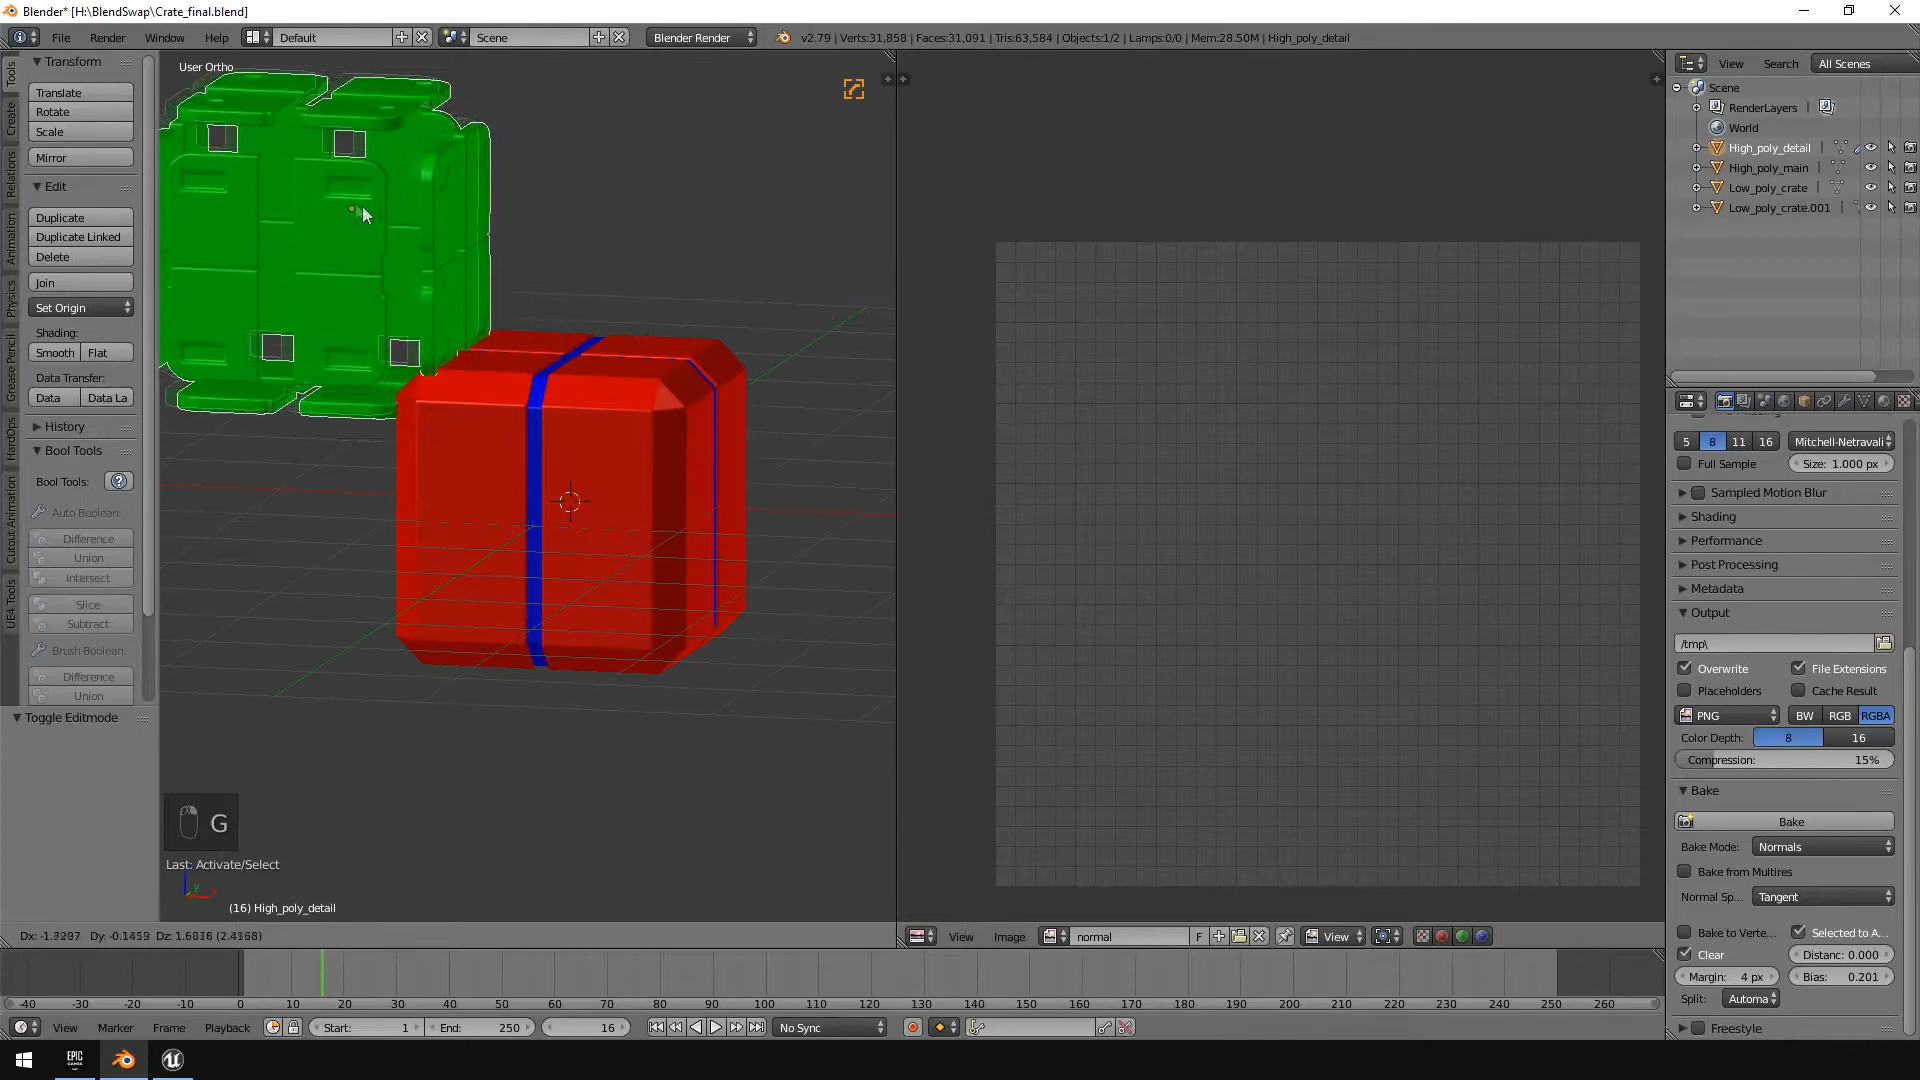 Blender* [H:\BlendSwap\Crate_final.blend]
File Render Window Help Default Scene Blender Render v2.79 | Verts:31,858 | Faces:31,091 | Tris:63,584 | Objects:1/2 | Lamps:0/0 | Mem:28.50M | High_poly_detail
Tools
Create
Relations
Animation
Physics
Grease Pencil
HardOps
Cutout Animation
UE4 Tools
Transform
Translate
Rotate
Scale
Mirror
Edit
Duplicate
Duplicate Linked
Delete
Join
Set Origin
Shading:
Smooth Flat
Data Transfer:
Data Data La
History
Bool Tools
Bool Tools:
Auto Boolean:
Difference
Union
Intersect
Slice
Subtract
Brush Boolean:
Difference
Union
Toggle Editmode
User Ortho
G
Last: Activate/Select
y
(16) High_poly_detail
View Image normal F View
View Search All Scenes
Scene
RenderLayers
World
High_poly_detail
High_poly_main
Low_poly_crate
Low_poly_crate.001
5 8 11 16 Mitchell-Netravali
Full Sample Size: 1.000 px
Sampled Motion Blur
Shading
Performance
Post Processing
Metadata
Output
/tmp\
Overwrite File Extensions
Placeholders Cache Result
PNG BW RGB RGBA
Color Depth: 8 16
Compression: 15%
Bake
Bake
Bake Mode: Normals
Bake from Multires
Normal Sp... Tangent
Bake to Verte... Selected to A...
Clear Distanc: 0.000
Margin: 4 px Bias: 0.201
Split: Automa
Freestyle
-40 -30 -20 -10 0 10 20 30 40 50 60 70 80 90 100 110 120 130 140 150 160 170 180 190 200 210 220 230 240 250 260
View Marker Frame Playback Start: 1 End: 250 16 No Sync
EPIC GAMES